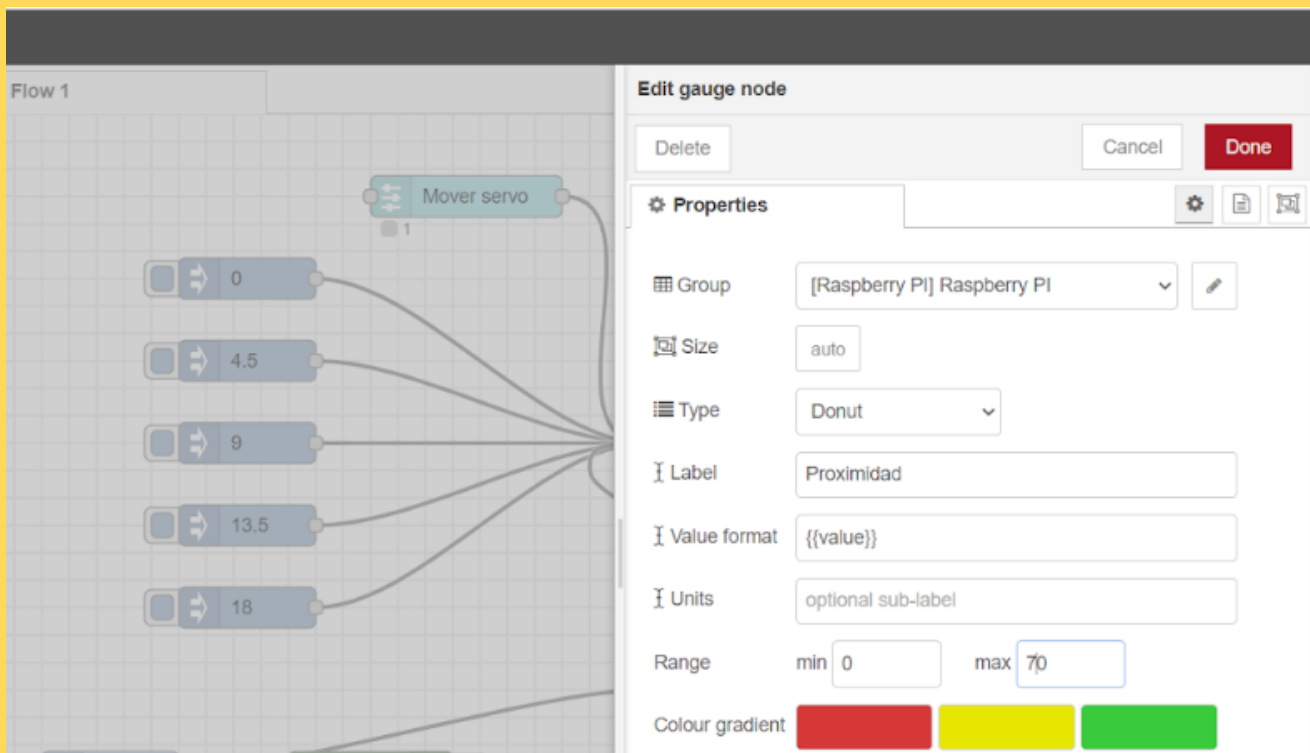 Flow 1
Mover servo
1
0
4.5
9
13.5
18
Edit gauge node
Delete
Cancel
Done
Properties
Group
[Raspberry PI] Raspberry PI
Size
auto
Type
Donut
Label
Proximidad
Value format
{{value}}
Units
optional sub-label
Range
min 0
max 70
Colour gradient